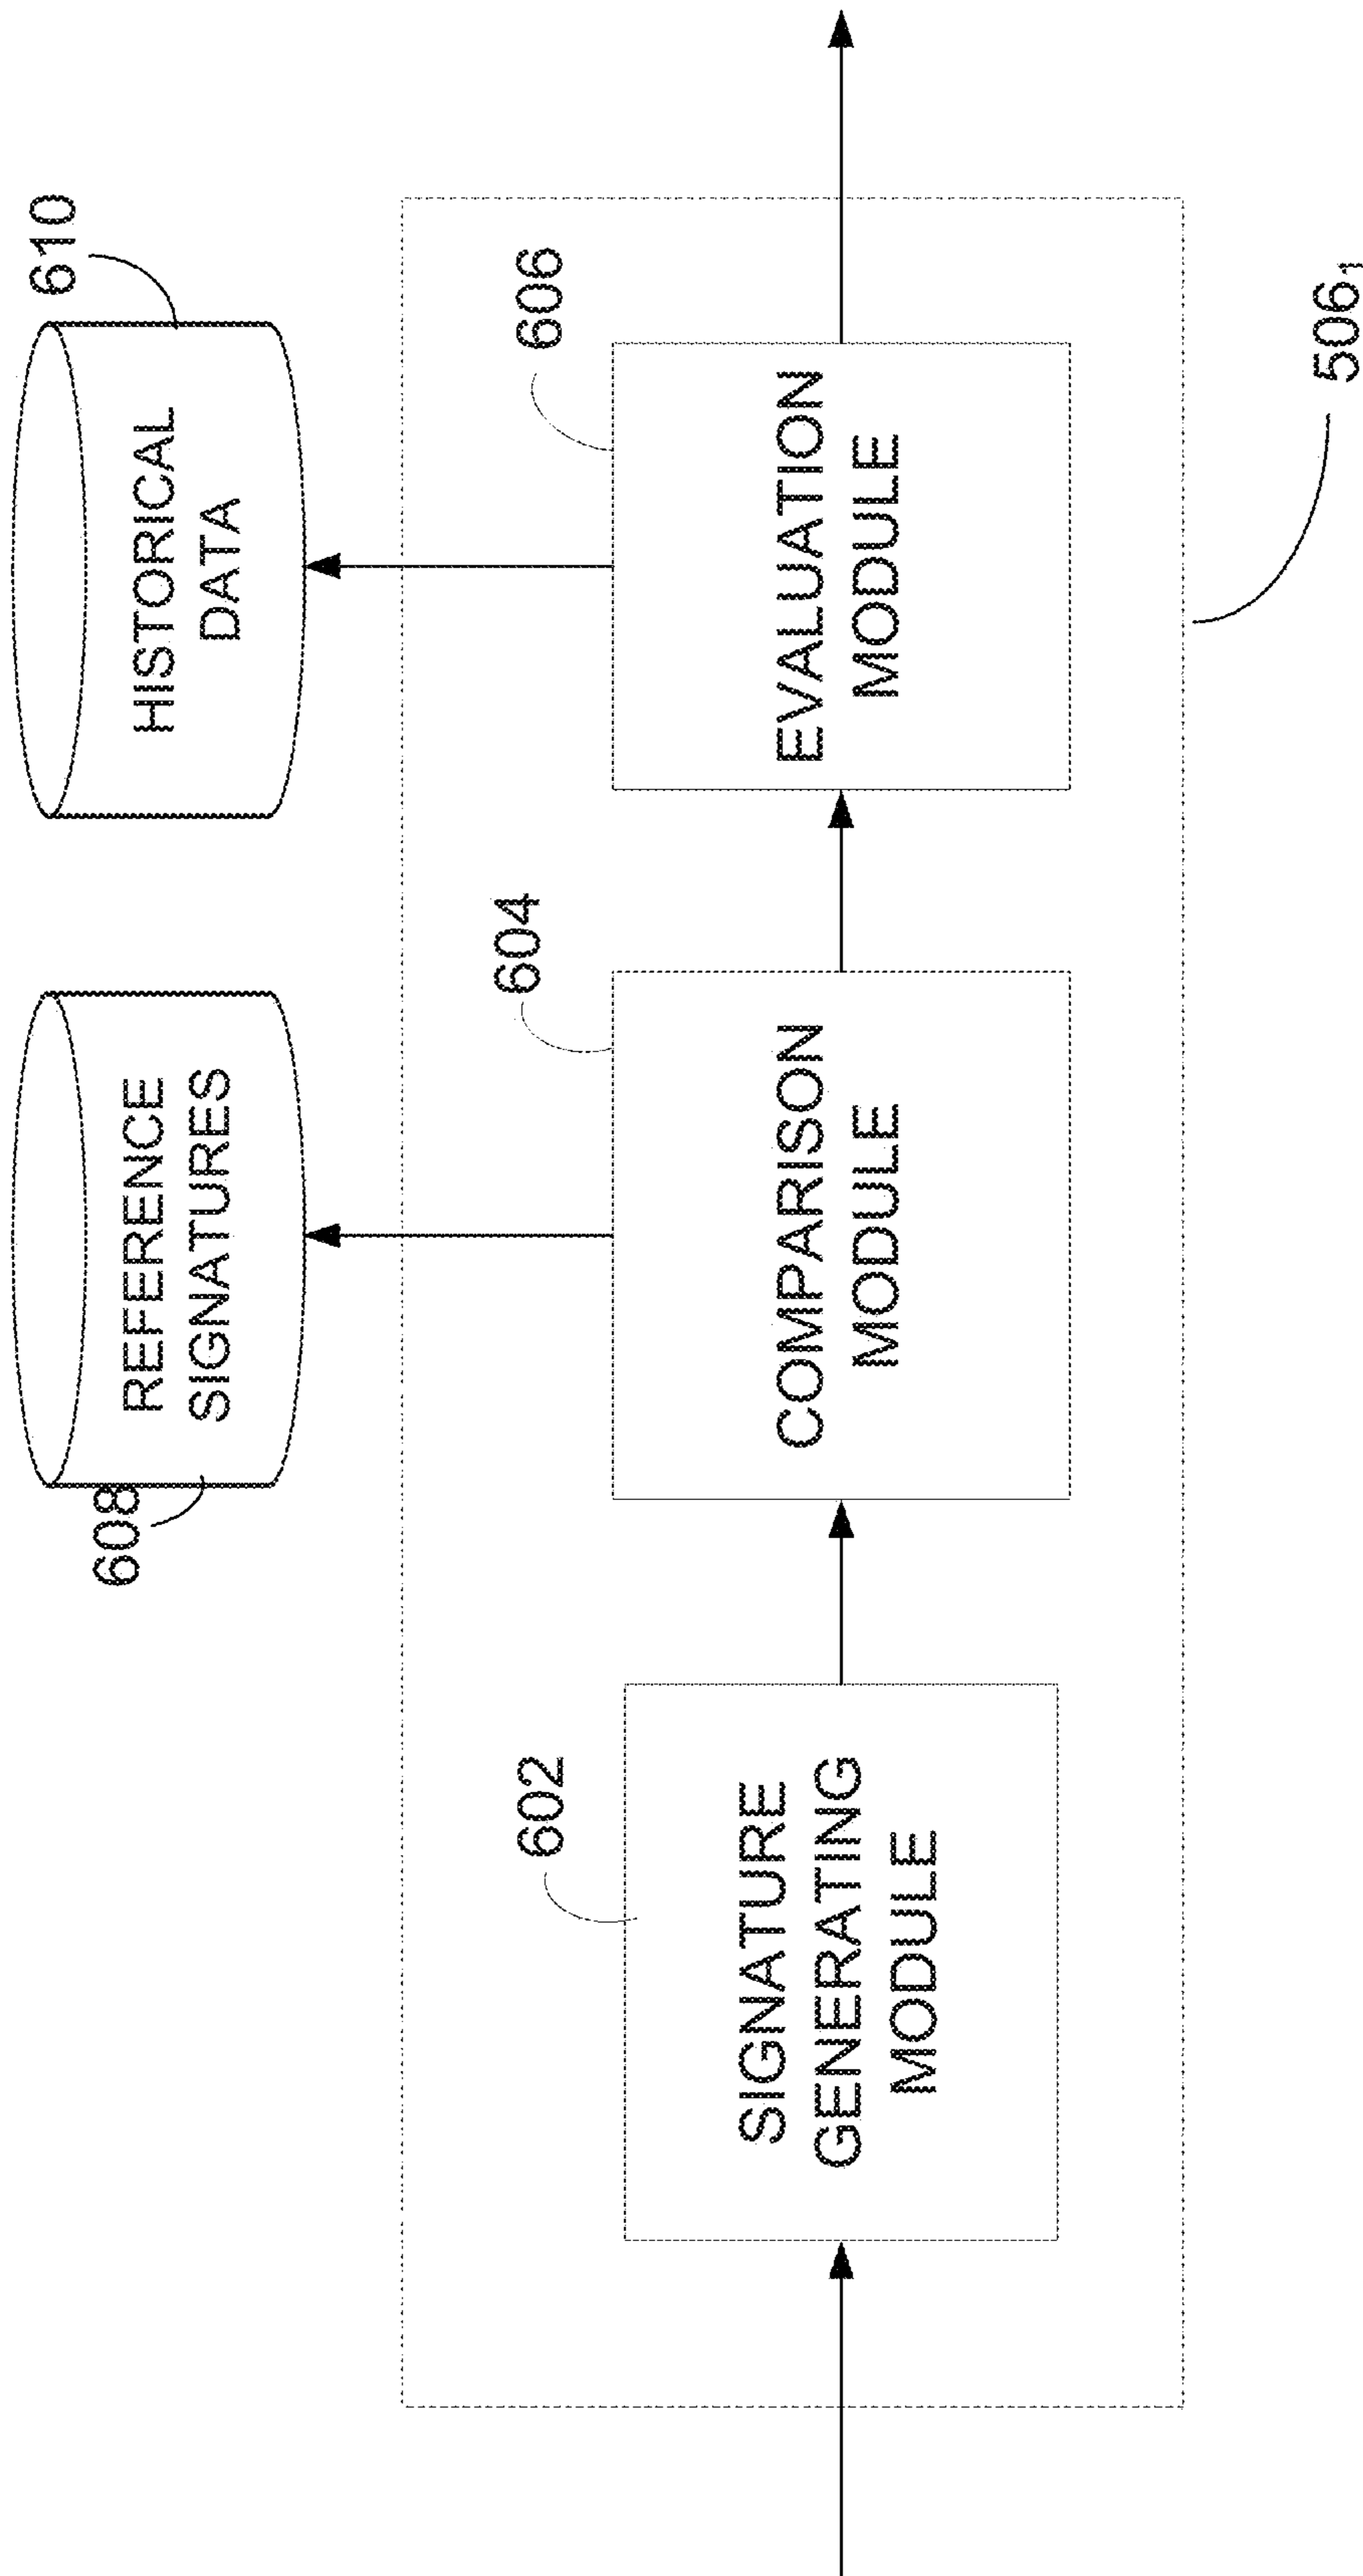 608
REFERENCE
SIGNATURES
610
HISTORICAL
DATA
602
SIGNATURE
GENERATING
MODULE
604
COMPARISON
MODULE
606
EVALUATION
MODULE
506₁